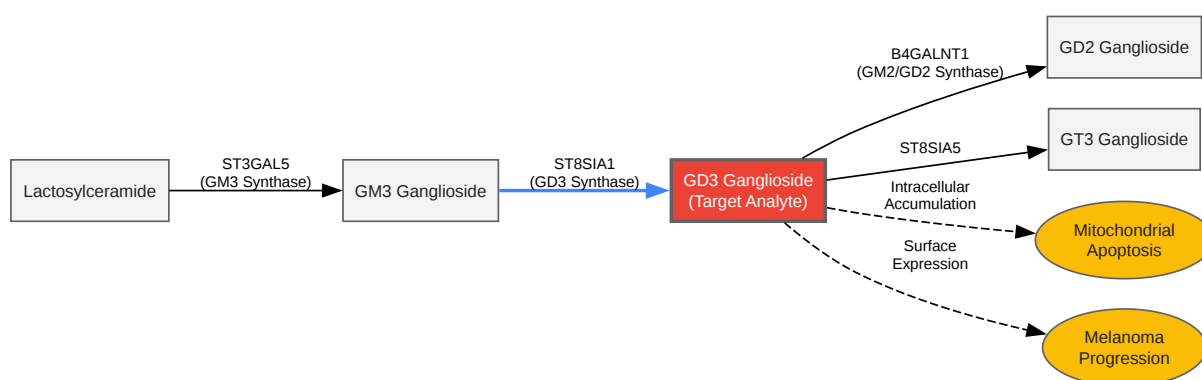 Lactosylceramide
ST3GAL5
(GM3 Synthase)
GM3 Ganglioside
ST8SIA1
(GD3 Synthase)
GD3 Ganglioside
(Target Analyte)
B4GALNT1
(GM2/GD2 Synthase)
GD2 Ganglioside
ST8SIA5
GT3 Ganglioside
Intracellular
Accumulation
Mitochondrial
Apoptosis
Surface
Expression
Melanoma
Progression